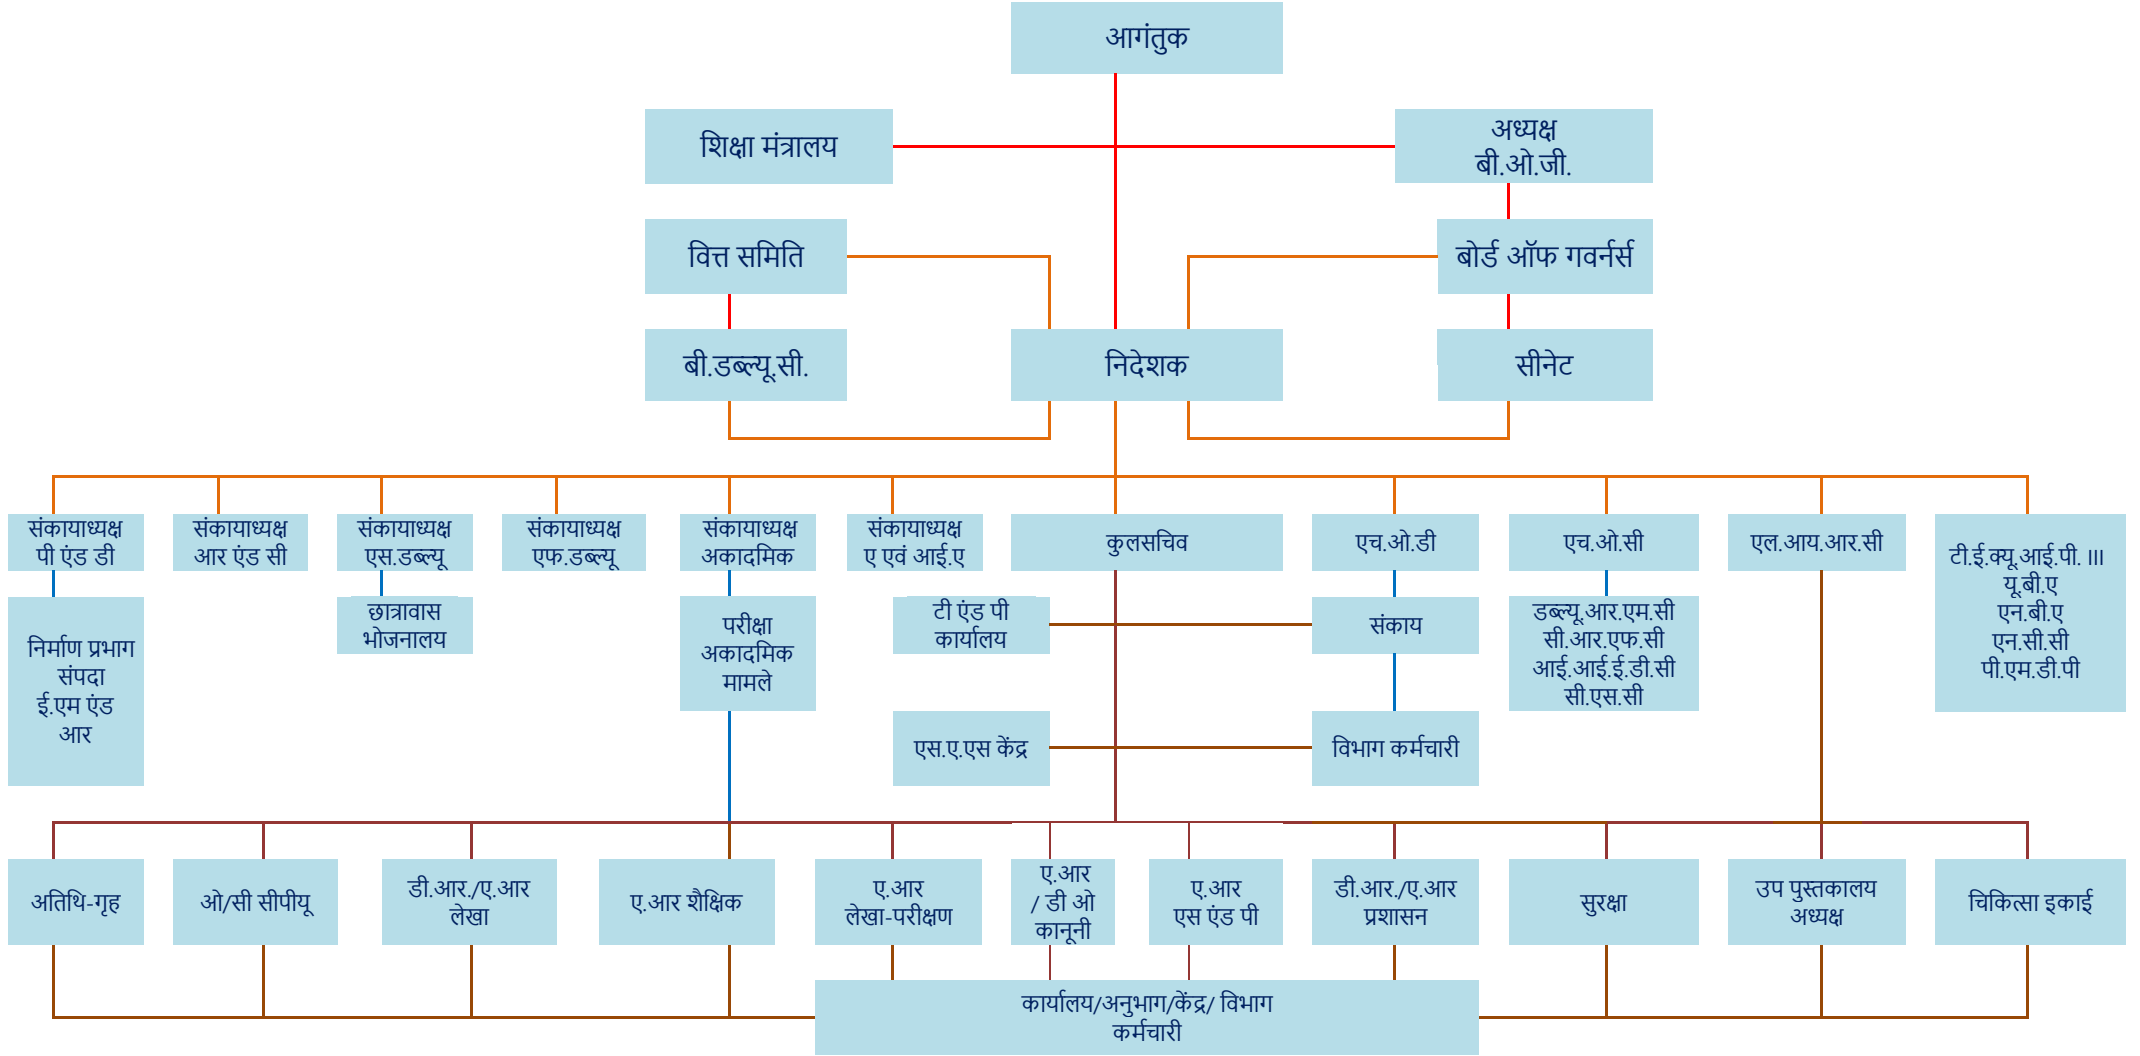 आगंतुक
शिक्षा मंत्रालय
अध्यक्ष
बी.ओ.जी.
वित्त समिति
बोर्ड ऑफ गवर्नर्स
बी.डब्ल्यू.सी.
निदेशक
सीनेट
संकायाध्यक्ष
पी एंड डी
संकायाध्यक्ष
आर एंड सी
संकायाध्यक्ष
एस.डब्ल्यू
संकायाध्यक्ष
एफ.डब्ल्यू
संकायाध्यक्ष
अकादमिक
संकायाध्यक्ष
ए एवं आई.ए
कुलसचिव
एच.ओ.डी
एच.ओ.सी
एल.आय.आर.सी
टी.ई.क्यू.आई.पी. III
यू.बी.ए
एन.बी.ए
एन.सी.सी
पी.एम.डी.पी
निर्माण प्रभाग
संपदा
ई.एम एंड
आर
छात्रावास
भोजनालय
परीक्षा
अकादमिक
मामले
टी एंड पी
कार्यालय
संकाय
डब्ल्यू.आर.एम.सी
सी.आर.एफ.सी
आई.आई.ई.डी.सी
सी.एस.सी
एस.ए.एस केंद्र
विभाग कर्मचारी
अतिथि-गृह
ओ/सी सीपीयू
डी.आर./ए.आर
लेखा
ए.आर शैक्षिक
ए.आर
लेखा-परीक्षण
ए.आर
/ डी ओ
कानूनी
ए.आर
एस एंड पी
डी.आर./ए.आर
प्रशासन
सुरक्षा
उप पुस्तकालय
अध्यक्ष
चिकित्सा इकाई
कार्यालय/अनुभाग/केंद्र/ विभाग
कर्मचारी